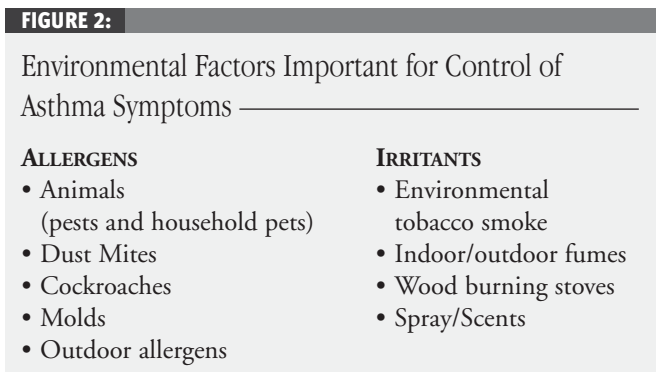 FIGURE 2:
Environmental Factors Important for Control of
Asthma Symptoms
ALLERGENS
• Animals
(pests and household pets)
• Dust Mites
• Cockroaches
• Molds
• Outdoor allergens
IRRITANTS
• Environmental
tobacco smoke
• Indoor/outdoor fumes
• Wood burning stoves
• Spray/Scents